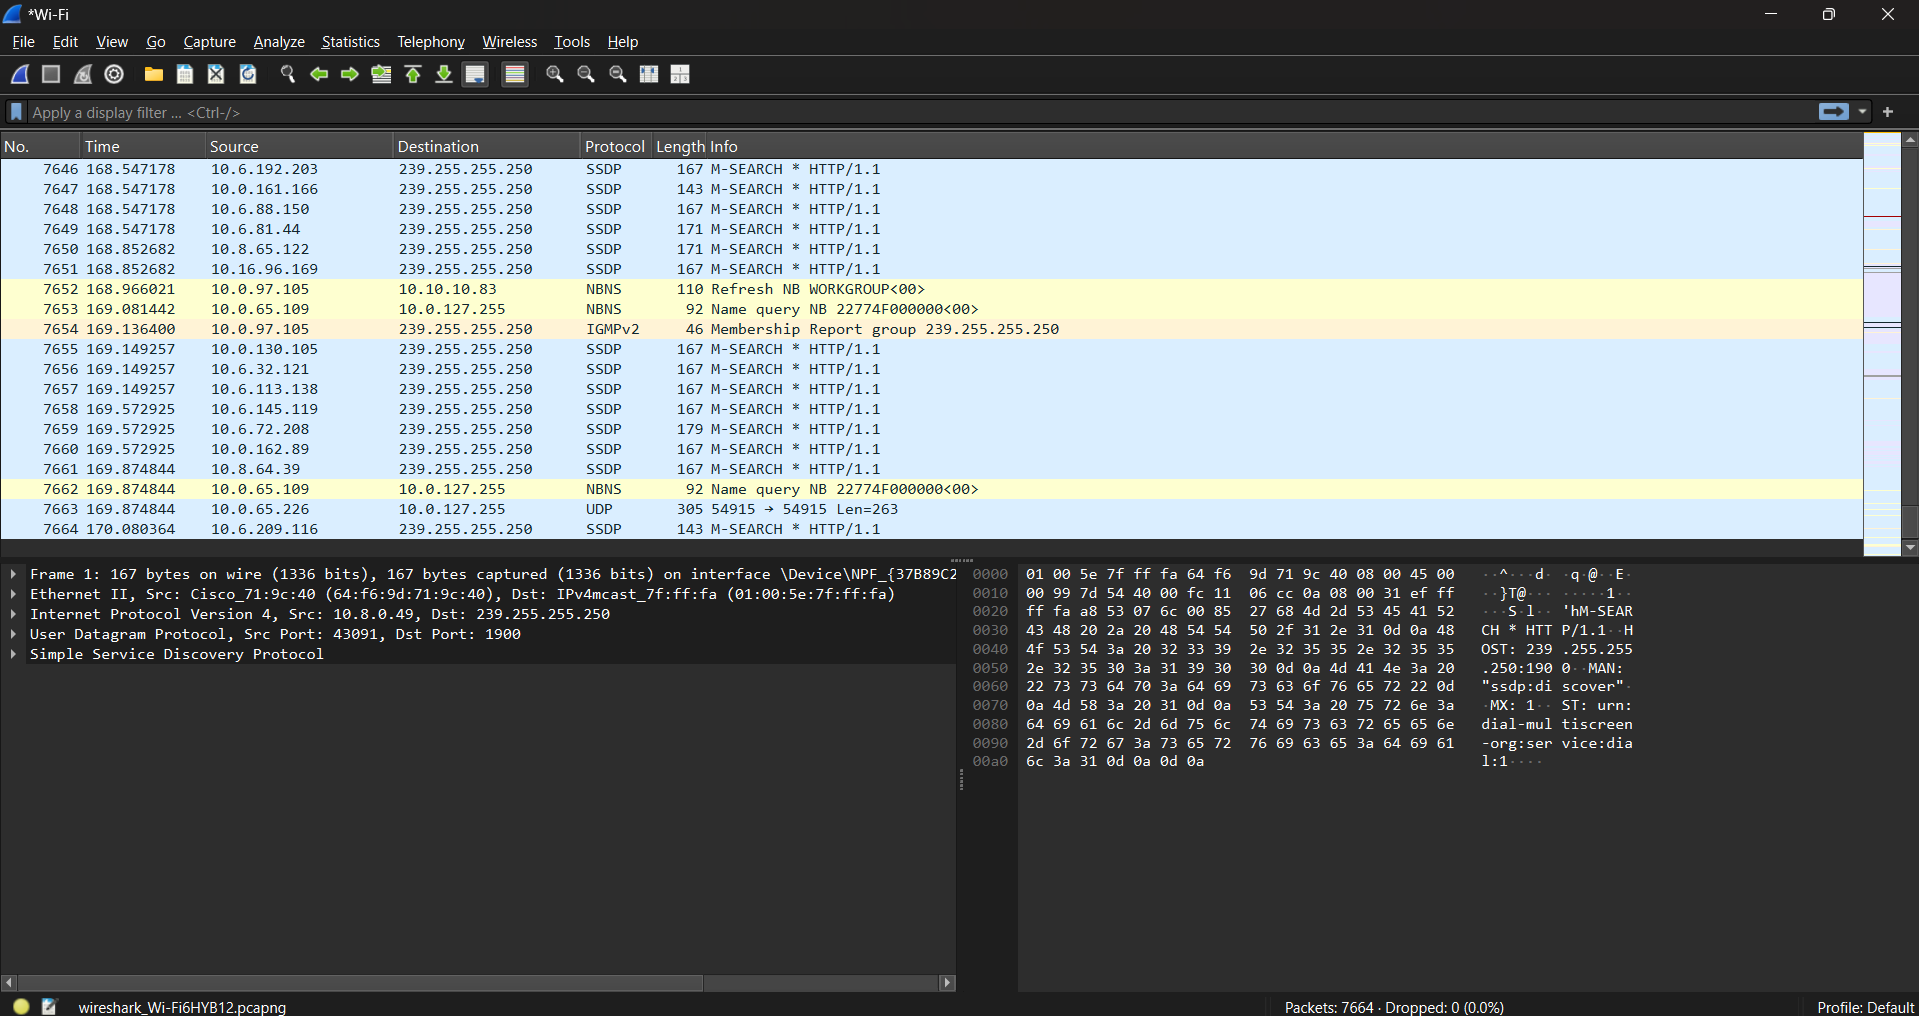 *Wi-Fi
File Edit View Go Capture Analyze Statistics Telephony Wireless Tools Help
Apply a display filter ... <Ctrl-/>
No. Time Source Destination Protocol Length Info
7646 168.547178 10.6.192.203 239.255.255.250 SSDP 167 M-SEARCH * HTTP/1.1
7647 168.547178 10.0.161.166 239.255.255.250 SSDP 143 M-SEARCH * HTTP/1.1
7648 168.547178 10.6.88.150 239.255.255.250 SSDP 167 M-SEARCH * HTTP/1.1
7649 168.547178 10.6.81.44 239.255.255.250 SSDP 171 M-SEARCH * HTTP/1.1
7650 168.852682 10.8.65.122 239.255.255.250 SSDP 171 M-SEARCH * HTTP/1.1
7651 168.852682 10.16.96.169 239.255.255.250 SSDP 167 M-SEARCH * HTTP/1.1
7652 168.966021 10.0.97.105 10.10.10.83 NBNS 110 Refresh NB WORKGROUP<00>
7653 169.081442 10.0.65.109 10.0.127.255 NBNS 92 Name query NB 22774F000000<00>
7654 169.136400 10.0.97.105 239.255.255.250 IGMPv2 46 Membership Report group 239.255.255.250
7655 169.149257 10.0.130.105 239.255.255.250 SSDP 167 M-SEARCH * HTTP/1.1
7656 169.149257 10.6.32.121 239.255.255.250 SSDP 167 M-SEARCH * HTTP/1.1
7657 169.149257 10.6.113.138 239.255.255.250 SSDP 167 M-SEARCH * HTTP/1.1
7658 169.572925 10.6.145.119 239.255.255.250 SSDP 167 M-SEARCH * HTTP/1.1
7659 169.572925 10.6.72.208 239.255.255.250 SSDP 179 M-SEARCH * HTTP/1.1
7660 169.572925 10.0.162.89 239.255.255.250 SSDP 167 M-SEARCH * HTTP/1.1
7661 169.874844 10.8.64.39 239.255.255.250 SSDP 167 M-SEARCH * HTTP/1.1
7662 169.874844 10.0.65.109 10.0.127.255 NBNS 92 Name query NB 22774F000000<00>
7663 169.874844 10.0.65.226 10.0.127.255 UDP 305 54915 → 54915 Len=263
7664 170.080364 10.6.209.116 239.255.255.250 SSDP 143 M-SEARCH * HTTP/1.1
Frame 1: 167 bytes on wire (1336 bits), 167 bytes captured (1336 bits) on interface \Device\NPF_{37B89C2
Ethernet II, Src: Cisco_71:9c:40 (64:f6:9d:71:9c:40), Dst: IPv4mcast_7f:ff:fa (01:00:5e:7f:ff:fa)
Internet Protocol Version 4, Src: 10.8.0.49, Dst: 239.255.255.250
User Datagram Protocol, Src Port: 43091, Dst Port: 1900
Simple Service Discovery Protocol
0000 01 00 5e 7f ff fa 64 f6 9d 71 9c 40 08 00 45 00 ··^···d· ·q·@··E·
0010 00 99 7d 54 40 00 fc 11 06 cc 0a 08 00 31 ef ff ··}T@··· ·····1··
0020 ff fa a8 53 07 6c 00 85 27 68 4d 2d 53 45 41 52 ···S·l·· 'hM-SEAR
0030 43 48 20 2a 20 48 54 54 50 2f 31 2e 31 0d 0a 48 CH * HTT P/1.1··H
0040 4f 53 54 3a 20 32 33 39 2e 32 35 35 2e 32 35 35 OST: 239 .255.255
0050 2e 32 35 30 3a 31 39 30 30 0d 0a 4d 41 4e 3a 20 .250:190 0··MAN:
0060 22 73 73 64 70 3a 64 69 73 63 6f 76 65 72 22 0d "ssdp:di scover"·
0070 0a 4d 58 3a 20 31 0d 0a 53 54 3a 20 75 72 6e 3a ·MX: 1·· ST: urn:
0080 64 69 61 6c 2d 6d 75 6c 74 69 73 63 72 65 65 6e dial-mul tiscreen
0090 2d 6f 72 67 3a 73 65 72 76 69 63 65 3a 64 69 61 -org:ser vice:dia
00a0 6c 3a 31 0d 0a 0d 0a l:1····
wireshark_Wi-Fi6HYB12.pcapng Packets: 7664 · Dropped: 0 (0.0%) Profile: Default